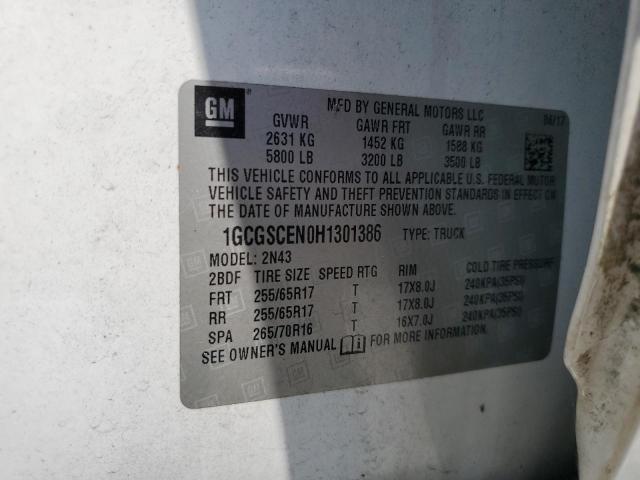 GM ®
MFD BY GENERAL MOTORS LLC 06/17
GVWR GAWR FRT GAWR RR
2631 KG 1452 KG 1588 KG
5800 LB 3200 LB 3500 LB
THIS VEHICLE CONFORMS TO ALL APPLICABLE U.S. FEDERAL MOTOR
VEHICLE SAFETY AND THEFT PREVENTION STANDARDS IN EFFECT ON
THE DATE OF MANUFACTURE SHOWN ABOVE.
1GCGSCEN0H1301386 TYPE: TRUCK
MODEL: 2N43
2BDF TIRE SIZE SPEED RTG RIM COLD TIRE PRESSURE
FRT 255/65R17 T 17X8.0J 240KPA(35PSI)
RR 255/65R17 T 17X8.0J 240KPA(35PSI)
SPA 265/70R16 T 16X7.0J 240KPA(35PSI)
SEE OWNER'S MANUAL FOR MORE INFORMATION.